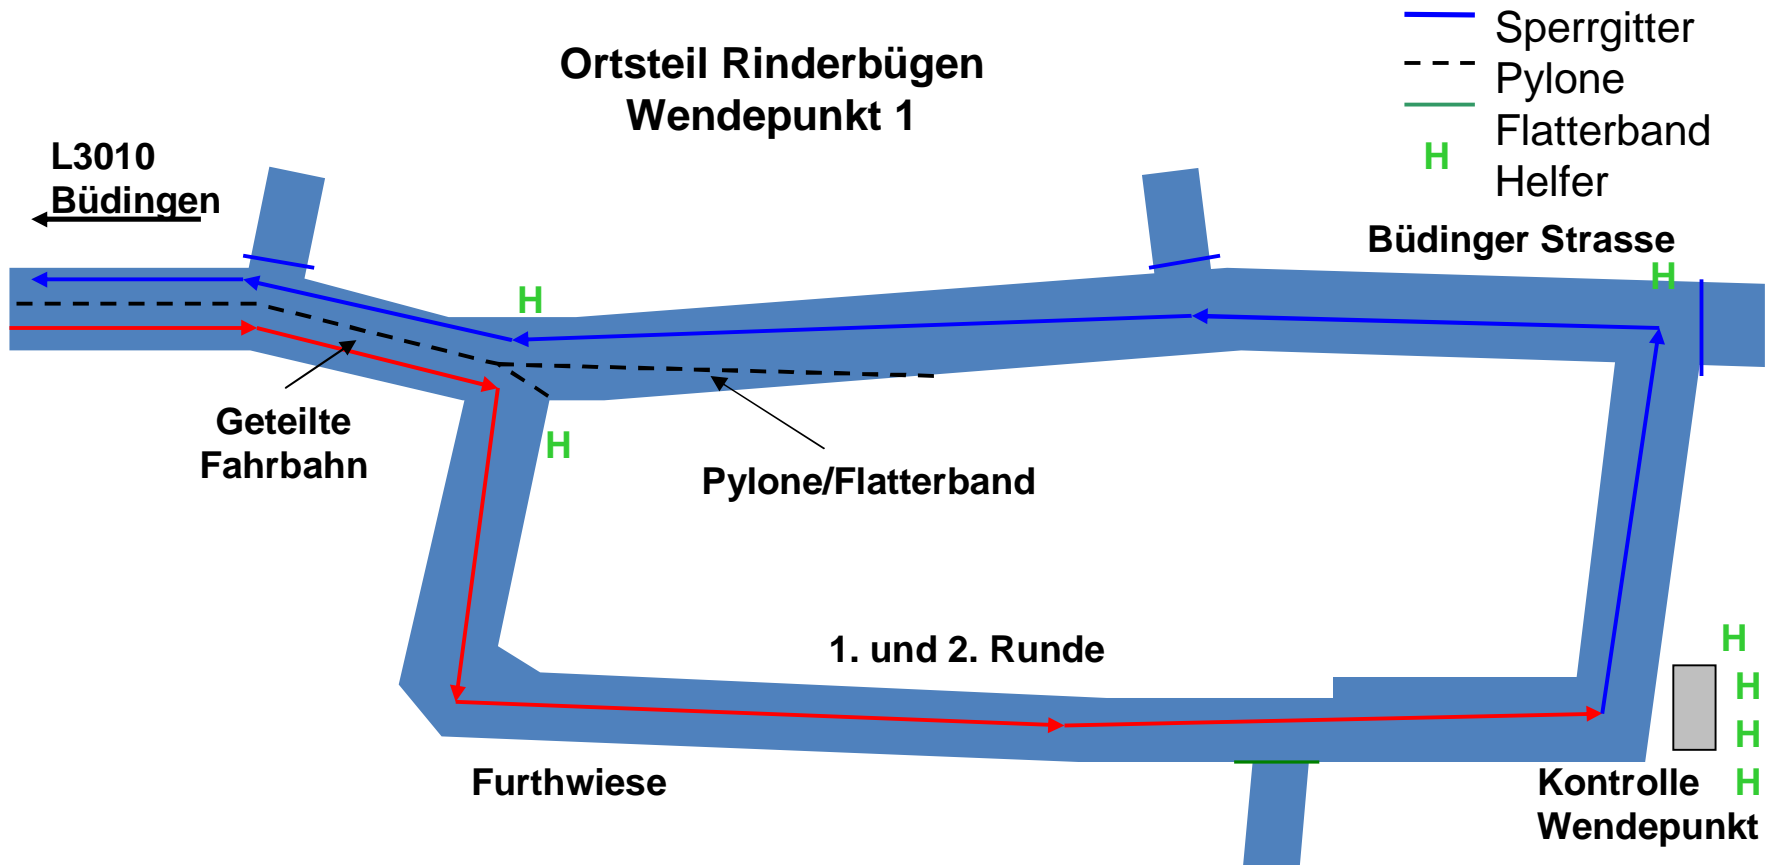 Ortsteil Rinderbügen
Wendepunkt 1
Sperrgitter
Pylone
Flatterband
H
Helfer
L3010
Büdingen
Büdinger Strasse
H
H
Geteilte
Fahrbahn
H
Pylone/Flatterband
1. und 2. Runde
H
H
H
Furthwiese
Kontrolle H
Wendepunkt